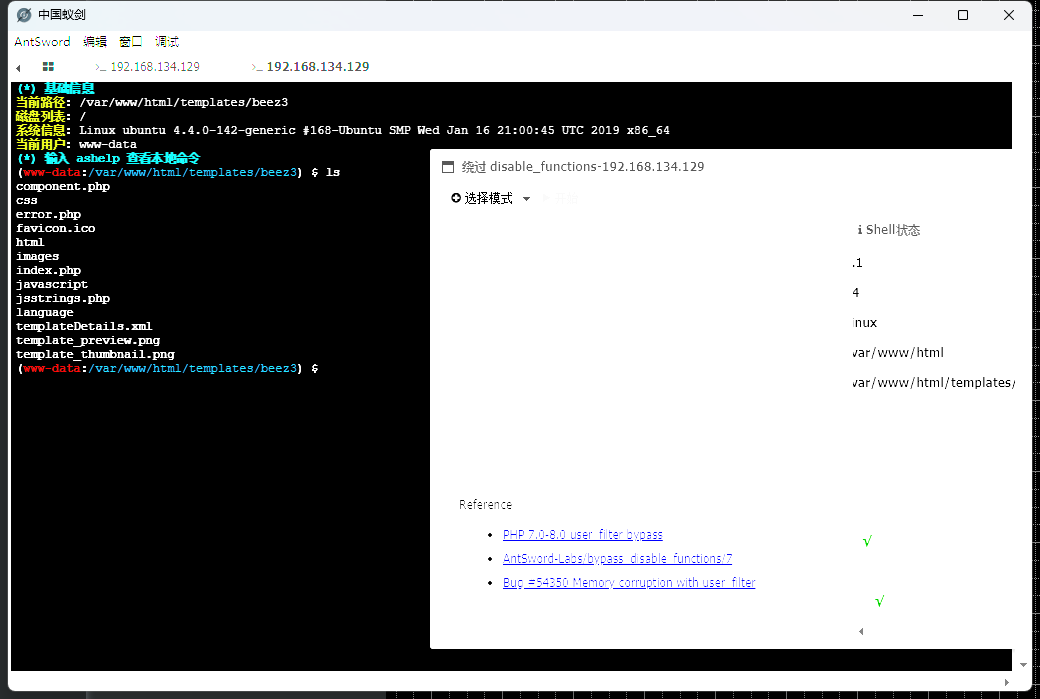 中国蚁剑
AntSword 编辑 窗口 调试
>_ 192.168.134.129 >_ 192.168.134.129
(*) 基础信息
当前路径: /var/www/html/templates/beez3
磁盘列表: /
系统信息: Linux ubuntu 4.4.0-142-generic #168-Ubuntu SMP Wed Jan 16 21:00:45 UTC 2019 x86_64
当前用户: www-data
(*) 输入 ashelp 查看本地命令
(www-data:/var/www/html/templates/beez3) $ ls
component.php
css
error.php
favicon.ico
html
images
index.php
javascript
jsstrings.php
language
templateDetails.xml
template_preview.png
template_thumbnail.png
(www-data:/var/www/html/templates/beez3) $
绕过 disable_functions-192.168.134.129
选择模式
Shell状态
.1
4
inux
var/www/html
var/www/html/templates/
Reference
PHP 7.0-8.0 user_filter bypass
AntSword-Labs/bypass_disable_functions/7
Bug #54350 Memory corruption with user_filter
√
√